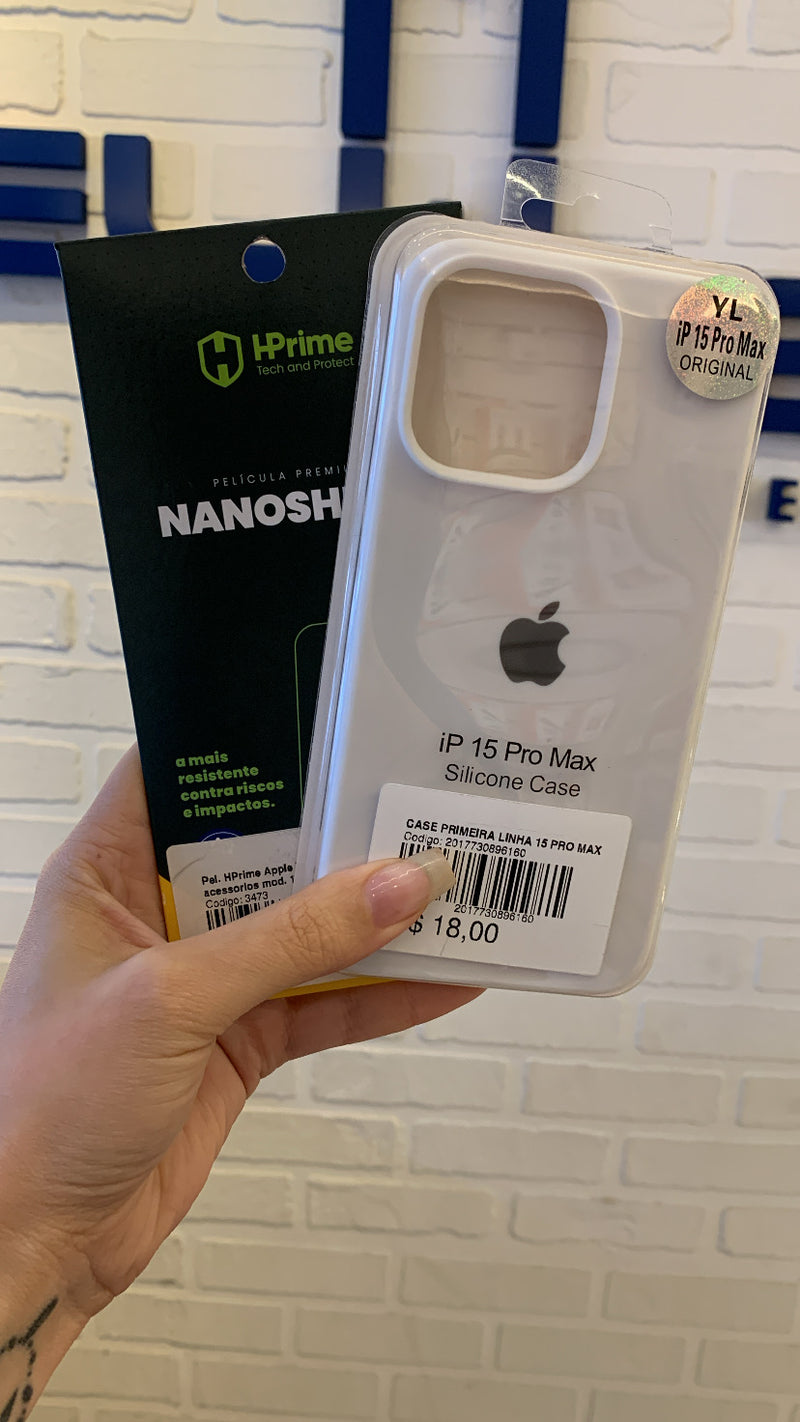 HPrime
Tech and Protect
PELÍCULA
NANOSH
a mais
resistente
contra riscos
e impactos.
Pel. HPrime Apple
acessorios mod. 1
Codigo: 3473
YL
iP 15 Pro Max
ORIGINAL
iP 15 Pro Max
Silicone Case
CASE PRIMEIRA LINHA 15 PRO MAX
Codigo: 2017730896160
2017730896160
$ 18,00
E